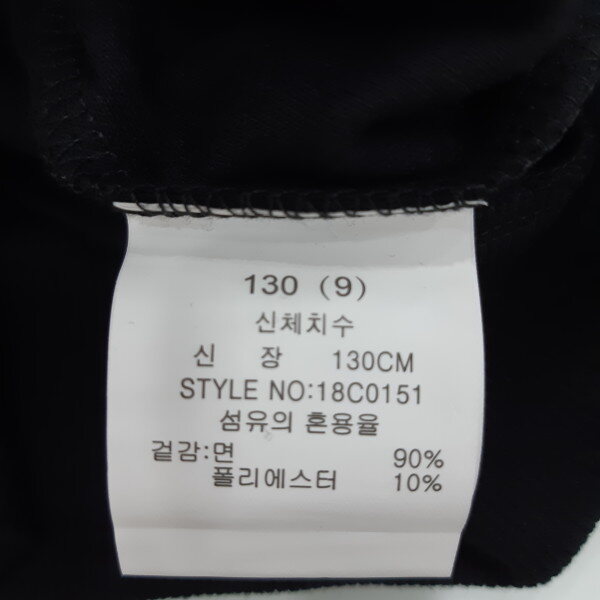 130 (9)
신체치수
신 장 130CM
STYLE NO:18C0151
섬유의 혼용율
겉감:면 90%
폴리에스터 10%